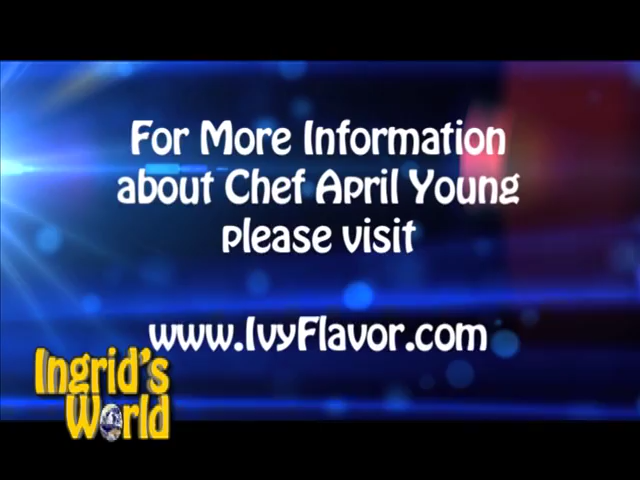 For More Information
about Chef April Young
please visit
www.IvyFlavor.com
Ingrid's
World